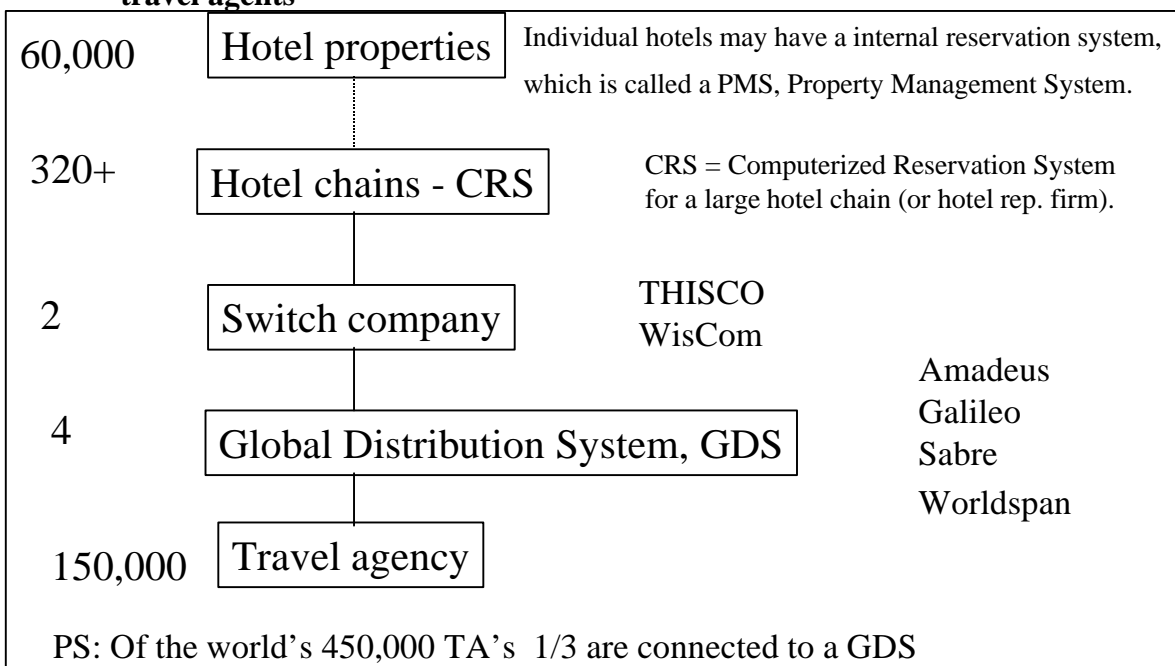 travel agents
60,000
Hotel properties
Individual hotels may have a internal reservation system,
which is called a PMS, Property Management System.
320+
Hotel chains - CRS
CRS = Computerized Reservation System
for a large hotel chain (or hotel rep. firm).
2
Switch company
THISCO
WisCom
4
Global Distribution System, GDS
Amadeus
Galileo
Sabre
Worldspan
150,000
Travel agency
PS: Of the world's 450,000 TA's 1/3 are connected to a GDS